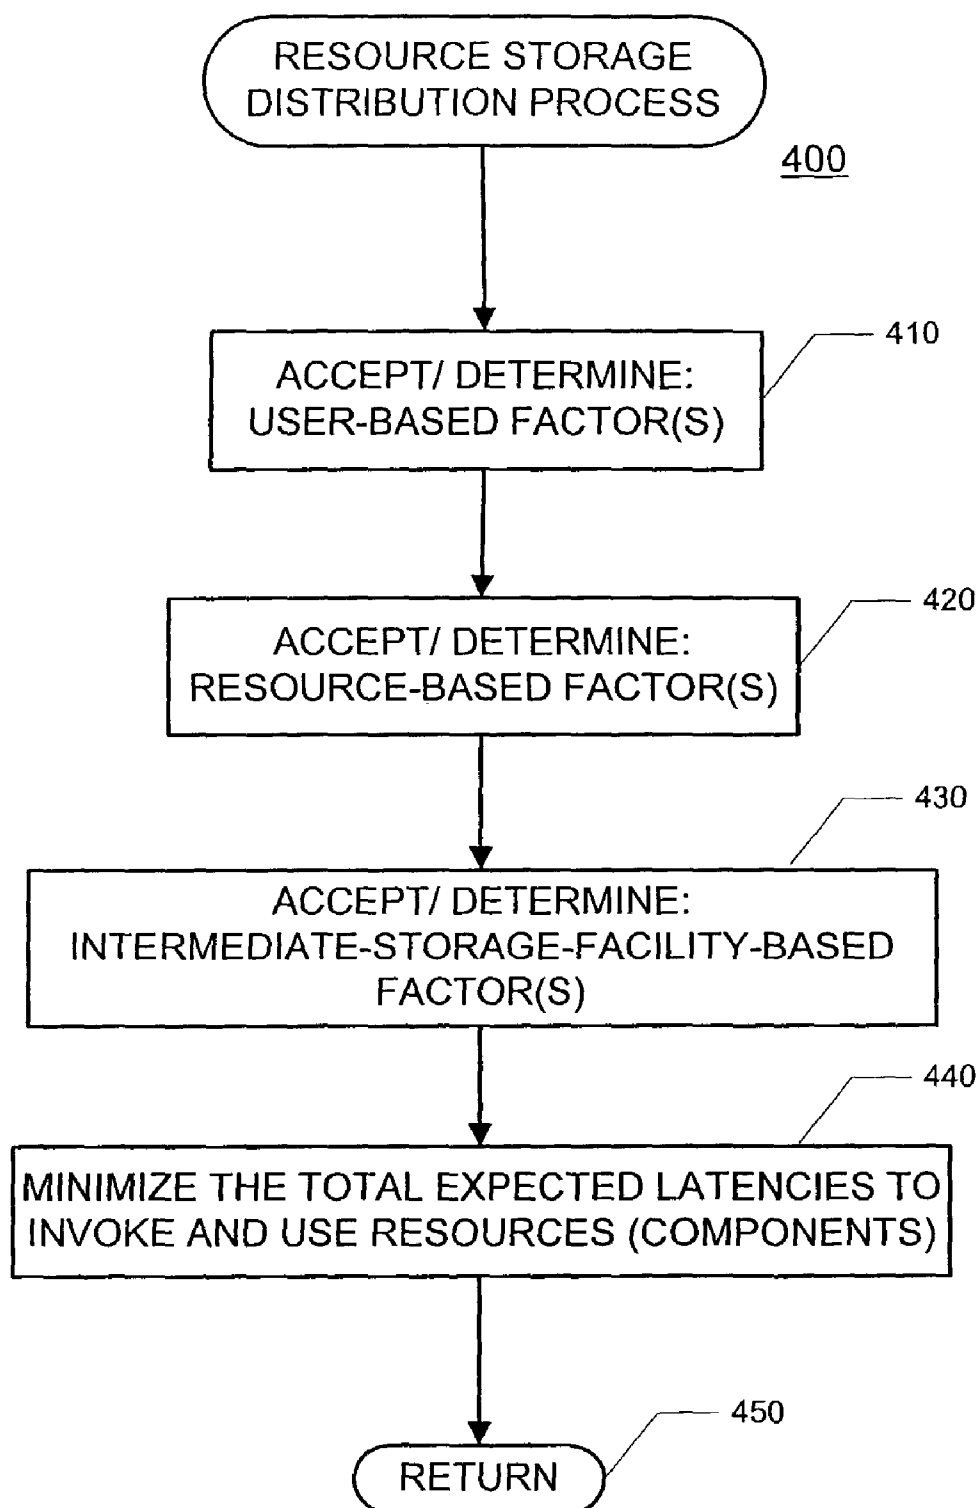 RESOURCE STORAGE
DISTRIBUTION PROCESS
400
410
ACCEPT/ DETERMINE:
USER-BASED FACTOR(S)
420
ACCEPT/ DETERMINE:
RESOURCE-BASED FACTOR(S)
430
ACCEPT/ DETERMINE:
INTERMEDIATE-STORAGE-FACILITY-BASED
FACTOR(S)
440
MINIMIZE THE TOTAL EXPECTED LATENCIES TO
INVOKE AND USE RESOURCES (COMPONENTS)
450
RETURN